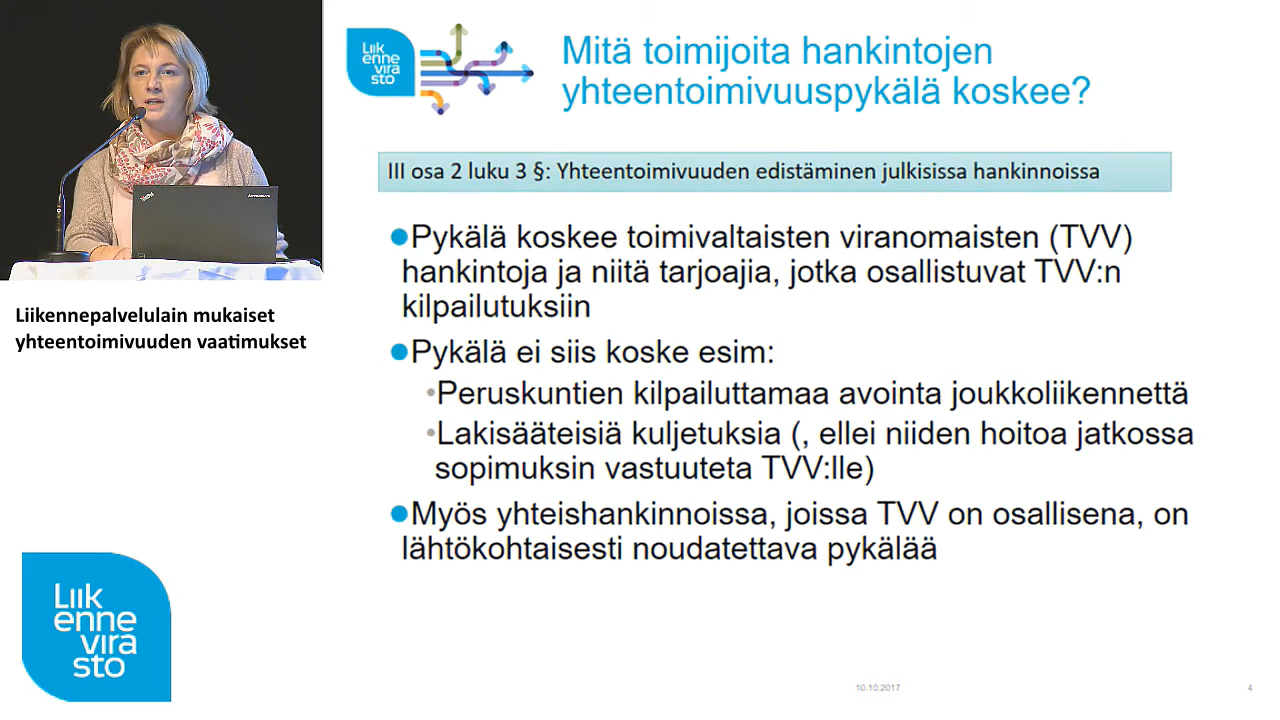 Liik
enne
vira
sto
Mitä toimijoita hankintojen
yhteentoimivuuspykälä koskee?
III osa 2 luku 3 §: Yhteentoimivuuden edistäminen julkisissa hankinnoissa
●Pykälä koskee toimivaltaisten viranomaisten (TVV)
hankintoja ja niitä tarjoajia, jotka osallistuvat TVV:n
kilpailutuksiin
●Pykälä ei siis koske esim:
•Peruskuntien kilpailuttamaa avointa joukkoliikennettä
•Lakisääteisiä kuljetuksia (, ellei niiden hoitoa jatkossa
sopimuksin vastuuteta TVV:lle)
●Myös yhteishankinnoissa, joissa TVV on osallisena, on
lähtökohtaisesti noudatettava pykälää
10.10.2017
4
ThinkPad
Liikennepalvelulain mukaiset
yhteentoimivuuden vaatimukset
Liik
enne
vira
sto